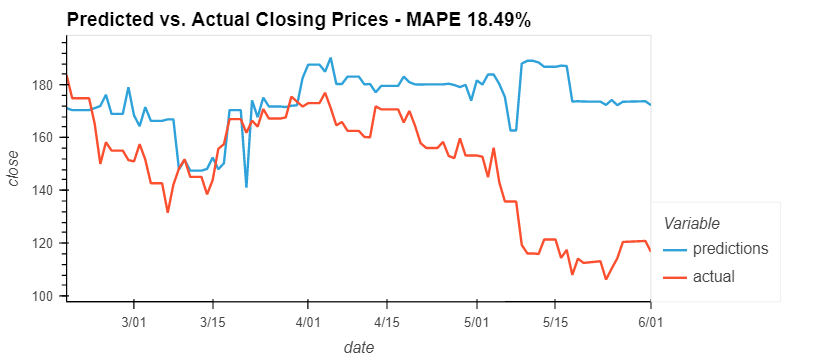 Predicted vs. Actual Closing Prices - MAPE 18.49%
180
160
140
120
100
close
3/01
3/15
4/01
4/15
5/01
5/15
6/01
date
Variable
predictions
actual